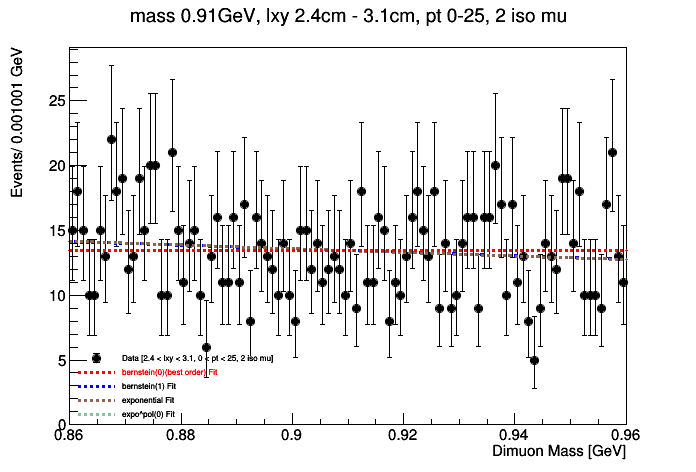 mass 0.91GeV, lxy 2.4cm - 3.1cm, pt 0-25, 2 iso mu
Events/ 0.001001 GeV
25
20
15
10
5
0
Data [2.4 < lxy < 3.1, 0 < pt < 25, 2 iso mu]
bernstein(0)(best order) Fit
bernstein(1) Fit
exponential Fit
expo^pol(0) Fit
0.86 0.88 0.9 0.92 0.94 0.96
Dimuon Mass [GeV]